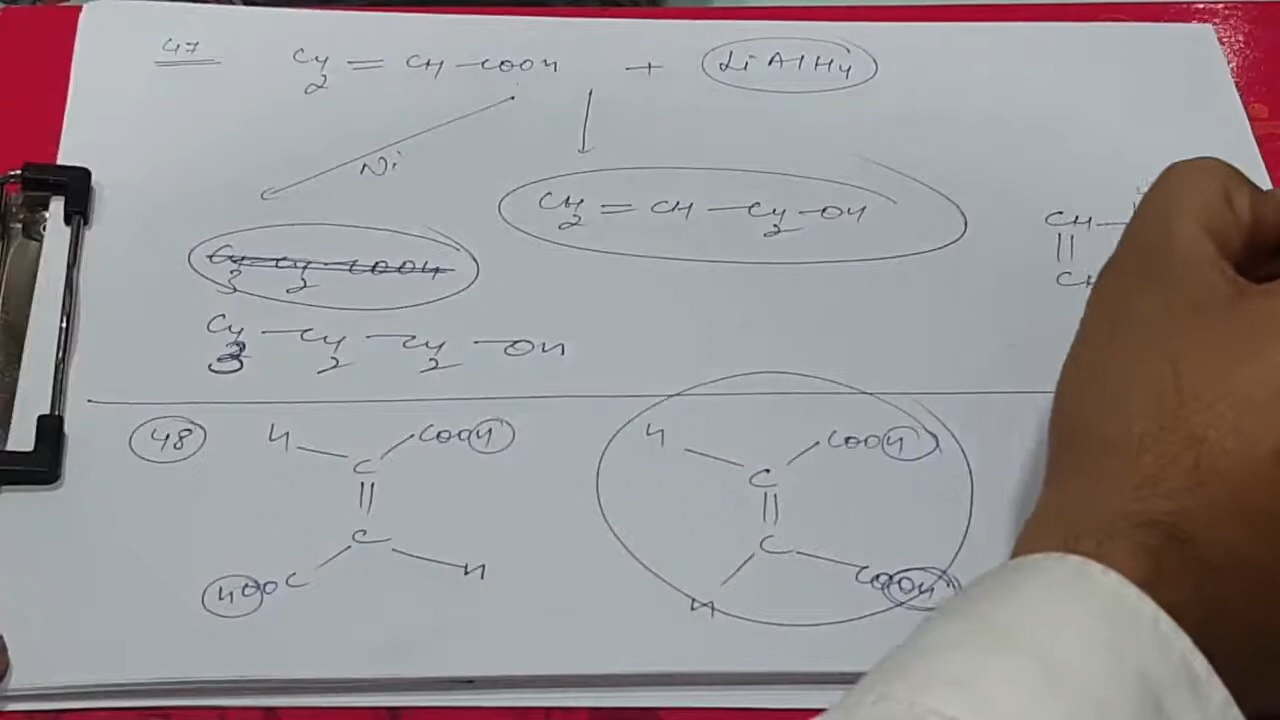 47 CH2 = CH - COOH + LiAlH4
Ni
CH2 = CH - CH2 - OH
CH -
||
CH3 - CH2 - COOH
CH3 - CH2 - CH2 - OH
48 H COOH H COOH
C C
|| ||
C C
HOOC H H COOH